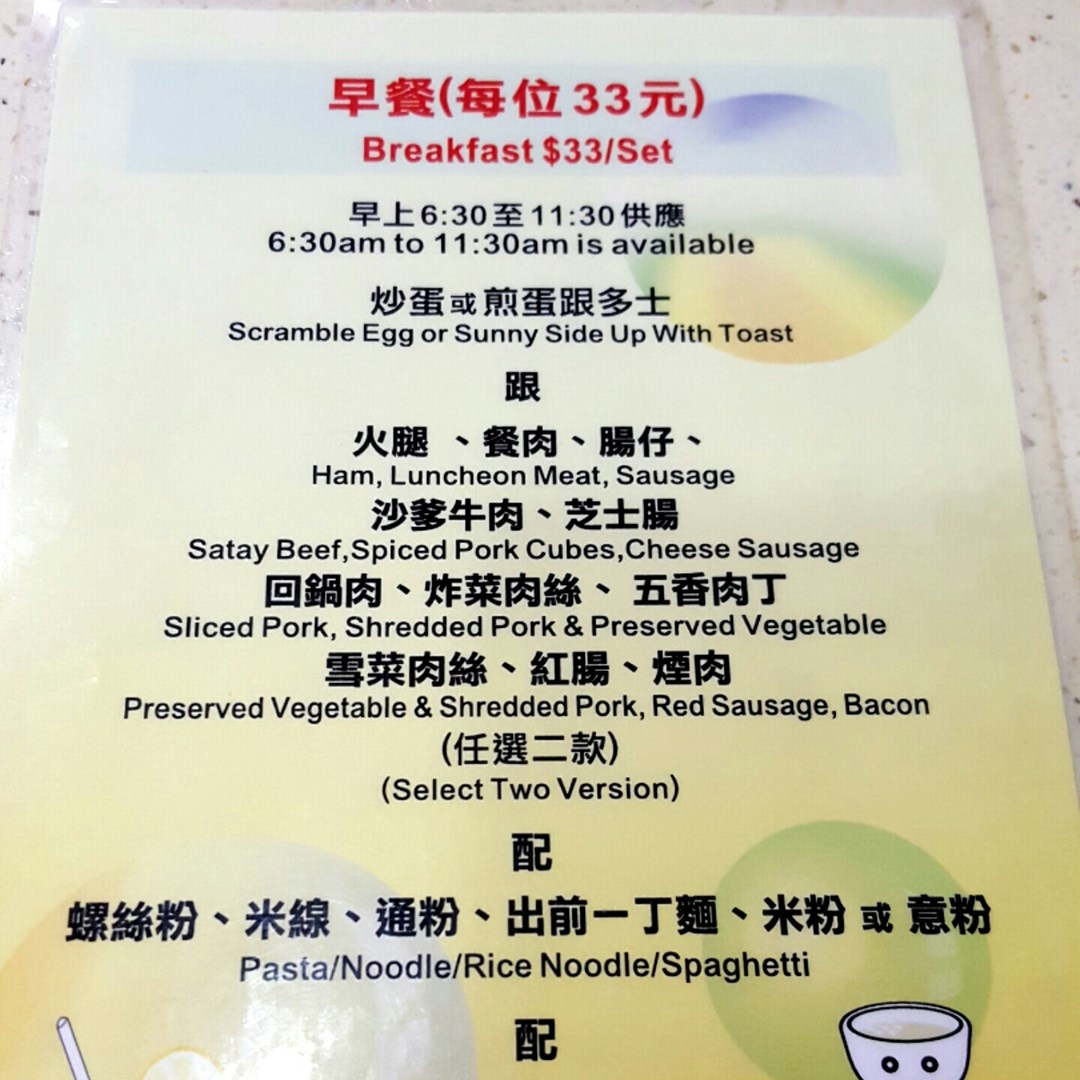 早餐(每位33元)
Breakfast $33/Set
早上6:30至11:30供應
6:30am to 11:30am is available
炒蛋或煎蛋跟多士
Scramble Egg or Sunny Side Up With Toast
跟
火腿、餐肉、腸仔、
Ham, Luncheon Meat, Sausage
沙爹牛肉、芝士腸
Satay Beef,Spiced Pork Cubes,Cheese Sausage
回鍋肉、炸菜肉絲、五香肉丁
Sliced Pork, Shredded Pork & Preserved Vegetable
雪菜肉絲、紅腸、煙肉
Preserved Vegetable & Shredded Pork, Red Sausage, Bacon
(任選二款)
(Select Two Version)
配
螺絲粉、米線、通粉、出前一丁麵、米粉 或 意粉
Pasta/Noodle/Rice Noodle/Spaghetti
配